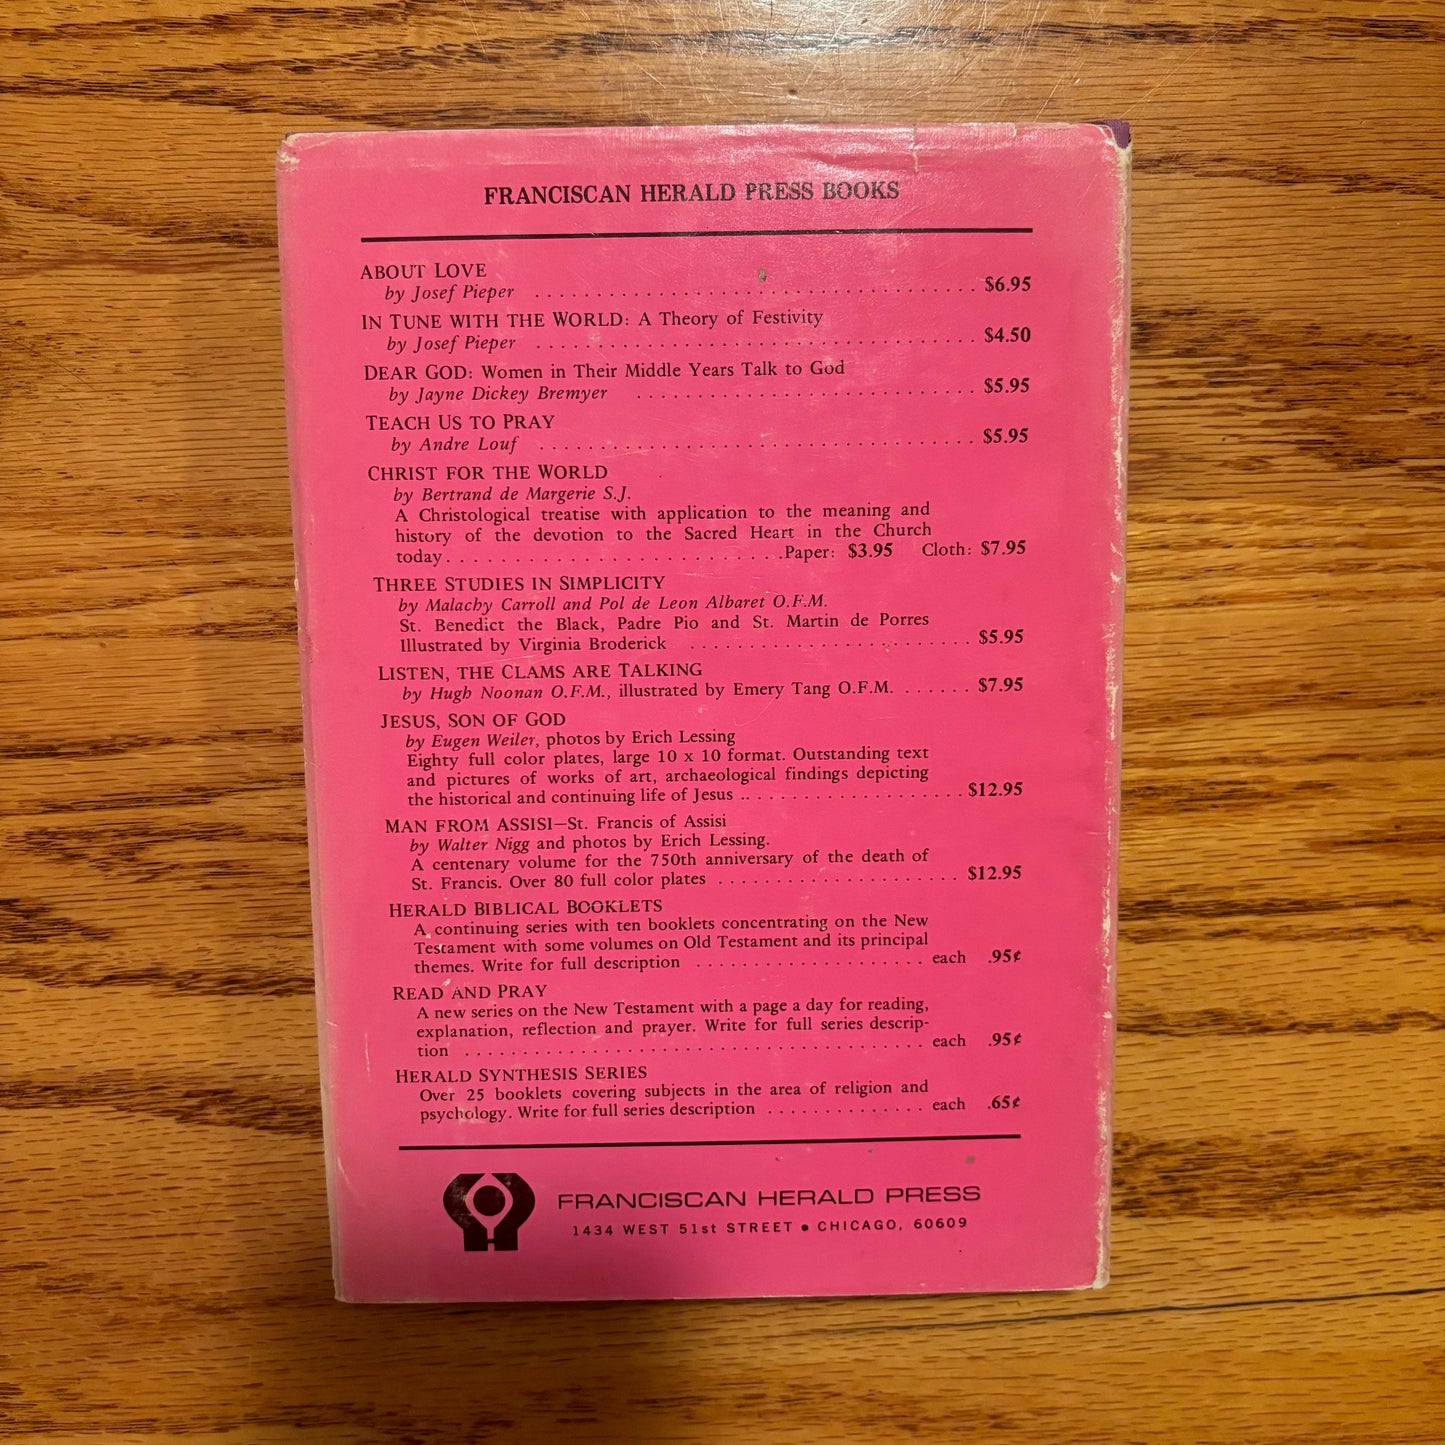 FRANCISCAN HERALD PRESS BOOKS
ABOUT LOVE
by Josef Pieper . . . . . . . . . . . . . . . . . . . . . . . . . . . . . . . . . . . . $6.95
IN TUNE WITH THE WORLD: A Theory of Festivity
by Josef Pieper . . . . . . . . . . . . . . . . . . . . . . . . . . . . . . . . . . . . $4.50
DEAR GOD: Women in Their Middle Years Talk to God
by Jayne Dickey Bremyer . . . . . . . . . . . . . . . . . . . . . . . . . . . . $5.95
TEACH US TO PRAY
by Andre Louf . . . . . . . . . . . . . . . . . . . . . . . . . . . . . . . . . . . . $5.95
CHRIST FOR THE WORLD
by Bertrand de Margerie S.J.
A Christological treatise with application to the meaning and
history of the devotion to the Sacred Heart in the Church
today. . . . . . . . . . . . . . . . . . . . . . . . . . . .Paper: $3.95 Cloth: $7.95
THREE STUDIES IN SIMPLICITY
by Malachy Carroll and Pol de Leon Albaret O.F.M.
St. Benedict the Black, Padre Pio and St. Martin de Porres
Illustrated by Virginia Broderick . . . . . . . . . . . . . . . . . . . . . . . $5.95
LISTEN, THE CLAMS ARE TALKING
by Hugh Noonan O.F.M., illustrated by Emery Tang O.F.M. . . . . . . $7.95
JESUS, SON OF GOD
by Eugen Weiler, photos by Erich Lessing
Eighty full color plates, large 10 x 10 format. Outstanding text
and pictures of works of art, archaeological findings depicting
the historical and continuing life of Jesus .. . . . . . . . . . . . . . . . . . . $12.95
MAN FROM ASSISI—St. Francis of Assisi
by Walter Nigg and photos by Erich Lessing.
A centenary volume for the 750th anniversary of the death of
St. Francis. Over 80 full color plates . . . . . . . . . . . . . . . . . . . . . $12.95
HERALD BIBLICAL BOOKLETS
A continuing series with ten booklets concentrating on the New
Testament with some volumes on Old Testament and its principal
themes. Write for full description . . . . . . . . . . . . . . . . . . . . each .95¢
READ AND PRAY
A new series on the New Testament with a page a day for reading,
explanation, reflection and prayer. Write for full series descrip-
tion . . . . . . . . . . . . . . . . . . . . . . . . . . . . . . . . . . . . . . . each .95¢
HERALD SYNTHESIS SERIES
Over 25 booklets covering subjects in the area of religion and
psychology. Write for full series description . . . . . . . . . . . . . . each .65¢
FRANCISCAN HERALD PRESS
1434 WEST 51st STREET • CHICAGO, 60609